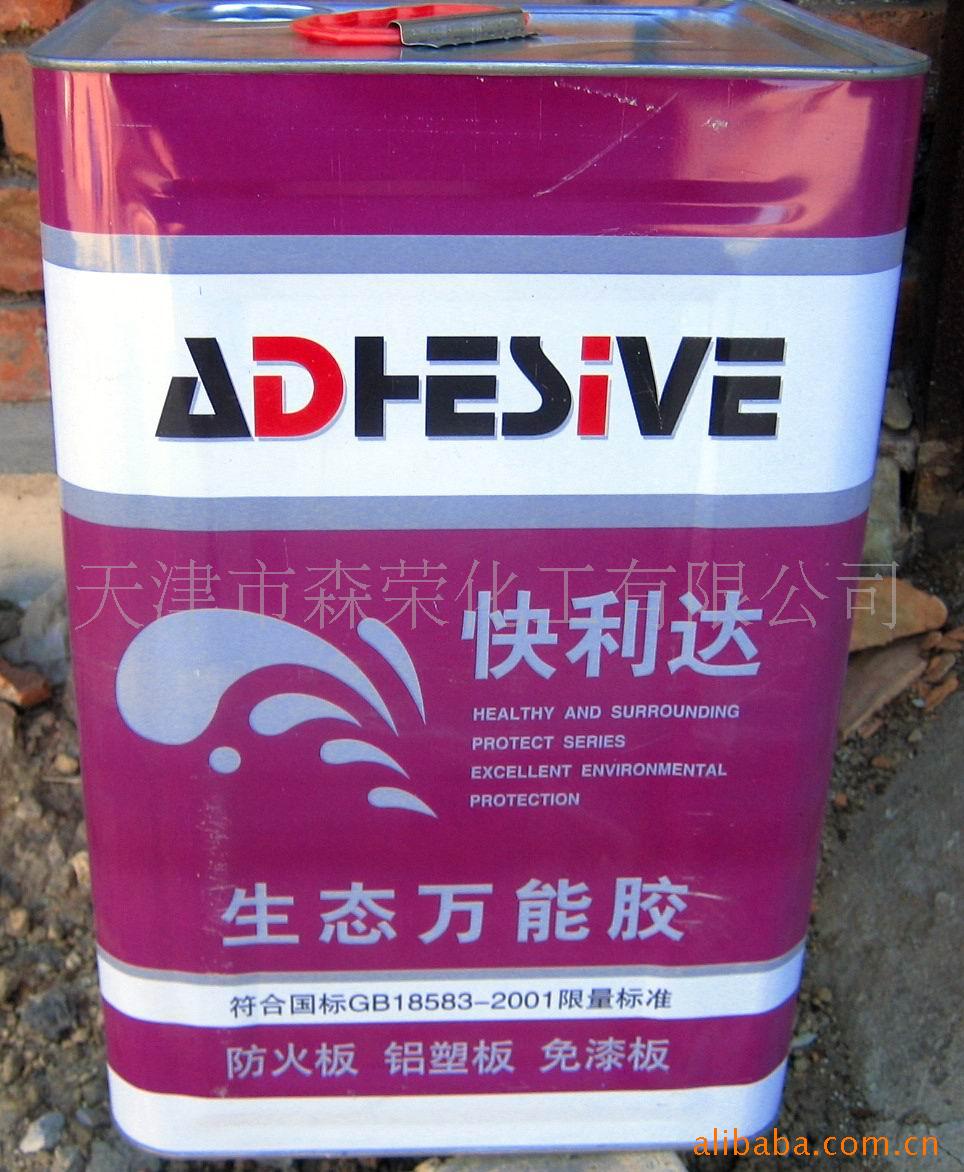 ADHESiVE
天津市森荣化工有限公司
快利达
HEALTHY AND SURROUNDING
PROTECT SERIES
EXCELLENT ENVIRONMENTAL
PROTECTION
生态万能胶
符合国标GB18583-2001限量标准
防火板 铝塑板 免漆板
alibaba.com.cn